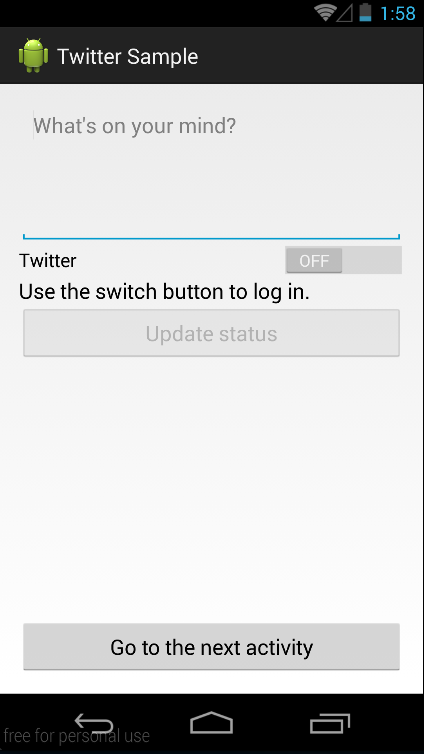 1:58
Twitter Sample
What's on your mind?
Twitter
OFF
Use the switch button to log in.
Update status
Go to the next activity
free for personal use